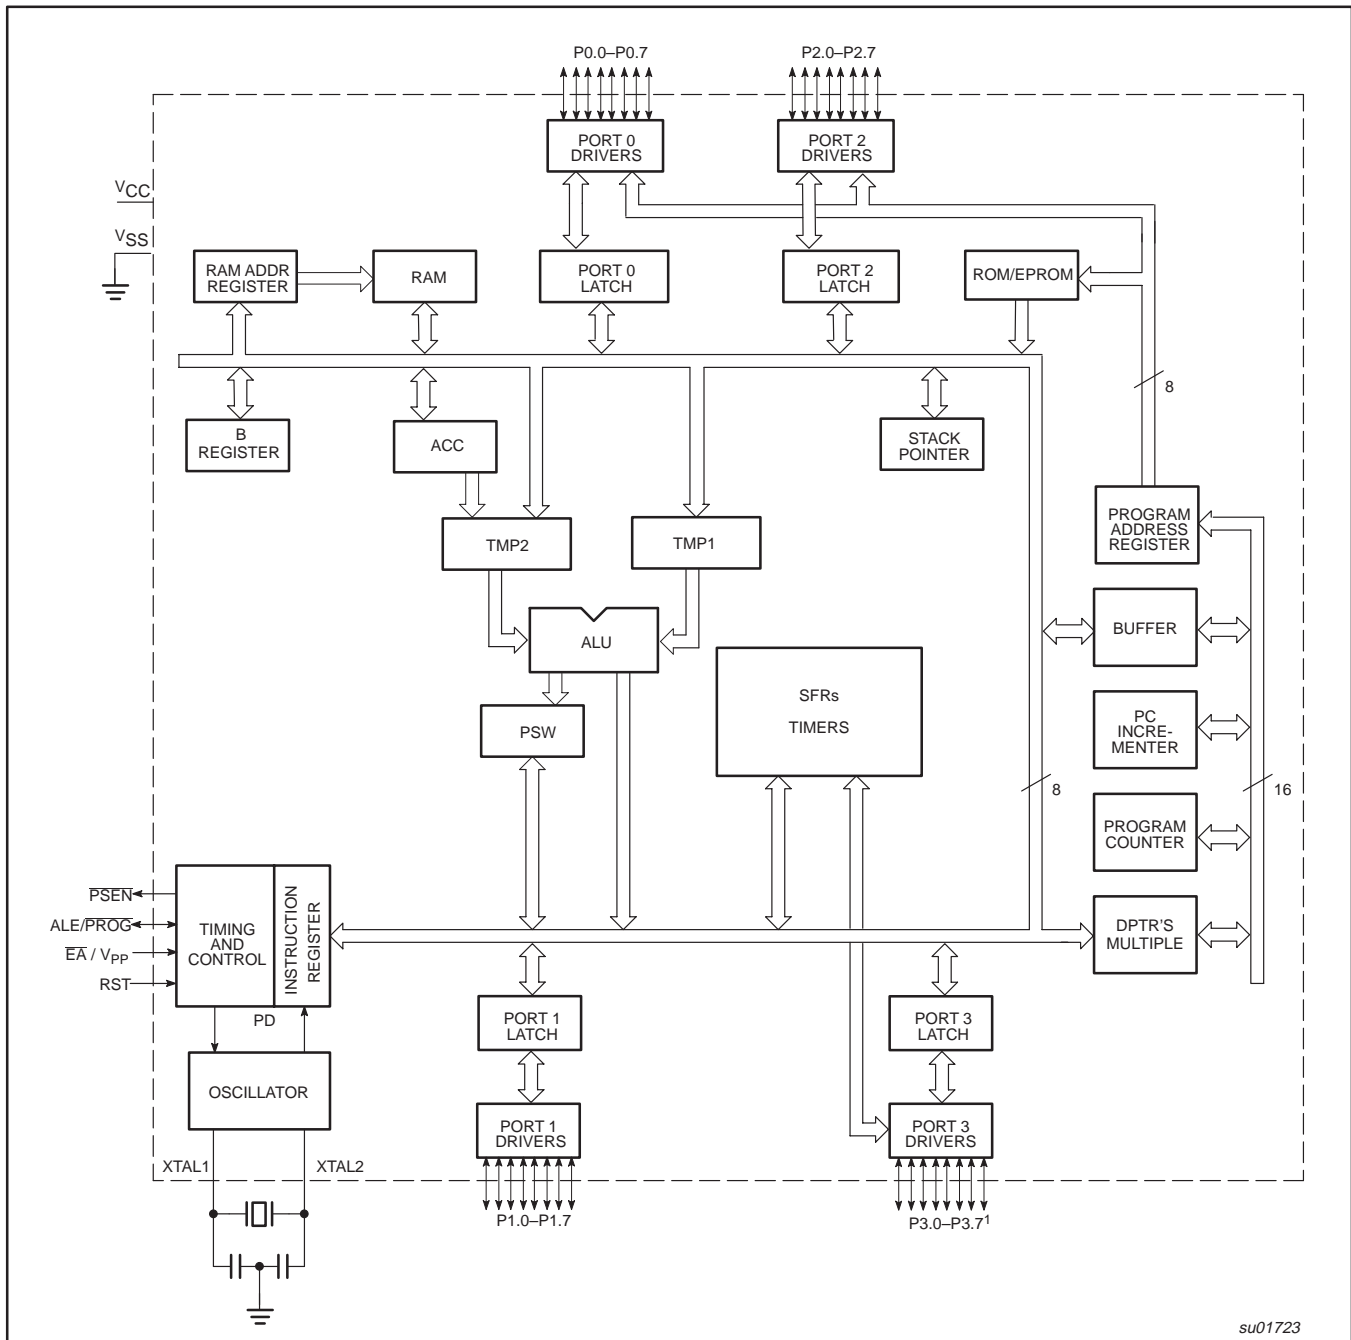 P0.0–P0.7
P2.0–P2.7
PORT 0
DRIVERS
PORT 2
DRIVERS
VCC
VSS
RAM ADDR
REGISTER
RAM
PORT 0
LATCH
PORT 2
LATCH
ROM/EPROM
8
B
REGISTER
ACC
STACK
POINTER
PROGRAM
ADDRESS
REGISTER
TMP2
TMP1
BUFFER
ALU
SFRs
TIMERS
PSW
PC
INCRE-
MENTER
8
16
PROGRAM
COUNTER
PSEN
ALE/PROG
EA / VPP
RST
TIMING
AND
CONTROL
INSTRUCTION
REGISTER
DPTR'S
MULTIPLE
PD
PORT 1
LATCH
PORT 3
LATCH
OSCILLATOR
PORT 1
DRIVERS
PORT 3
DRIVERS
XTAL1
XTAL2
P1.0–P1.7
P3.0–P3.7¹
su01723